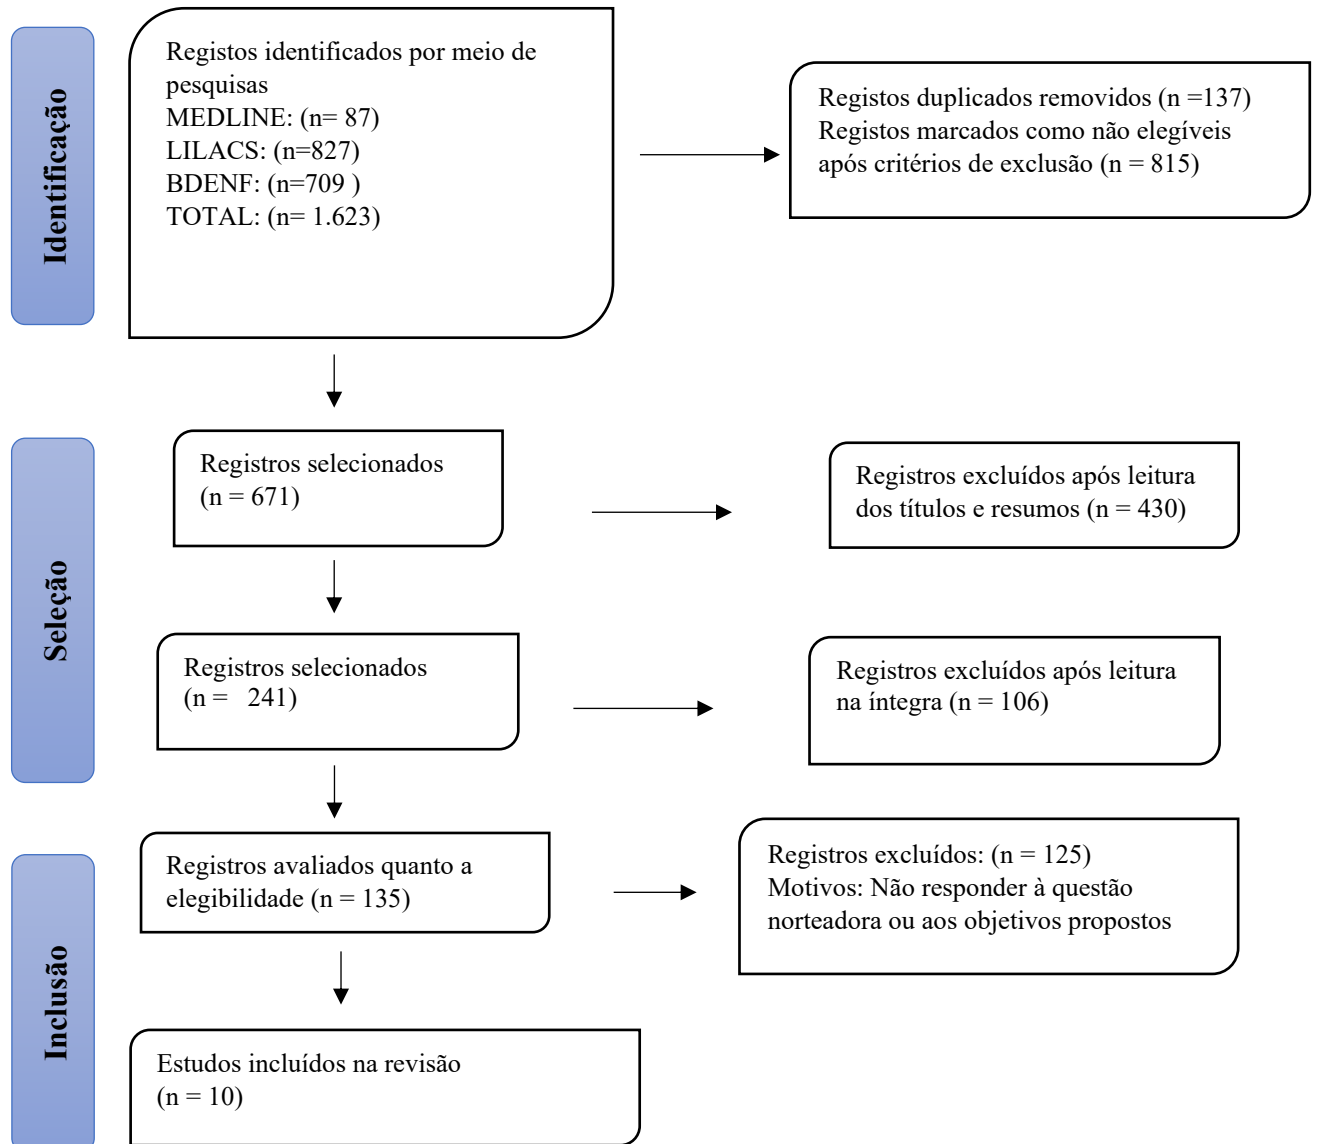 Identificação
Registos identificados por meio de
pesquisas
MEDLINE: (n= 87)
LILACS: (n=827)
BDENF: (n=709 )
TOTAL: (n= 1.623)
Registos duplicados removidos (n =137)
Registos marcados como não elegíveis
após critérios de exclusão (n = 815)
Seleção
Registros selecionados
(n = 671)
Registros excluídos após leitura
dos títulos e resumos (n = 430)
Registros selecionados
(n =   241)
Registros excluídos após leitura
na íntegra (n = 106)
Inclusão
Registros avaliados quanto a
elegibilidade (n = 135)
Registros excluídos: (n = 125)
Motivos: Não responder à questão
norteadora ou aos objetivos propostos
Estudos incluídos na revisão
(n = 10)